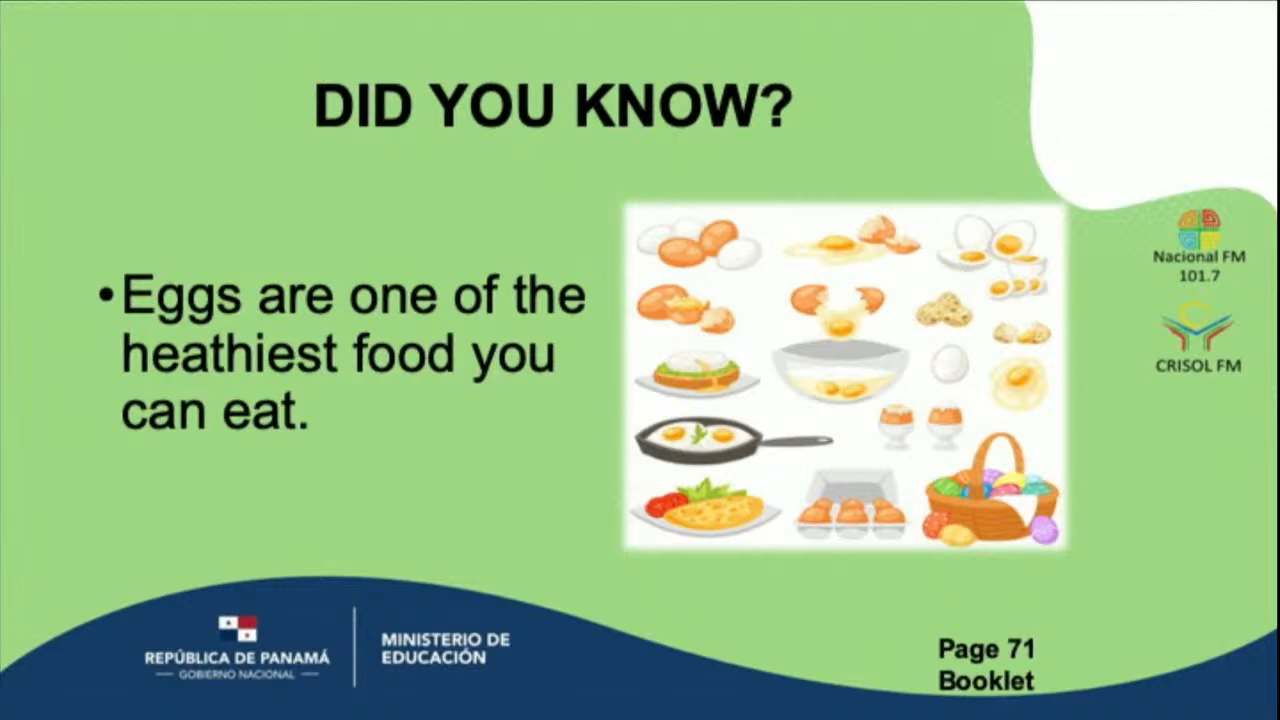 DID YOU KNOW?
•Eggs are one of the
heathiest food you
can eat.
Nacional FM
101.7
CRISOL FM
REPÚBLICA DE PANAMÁ
— GOBIERNO NACIONAL —
MINISTERIO DE
EDUCACIÓN
Page 71
Booklet